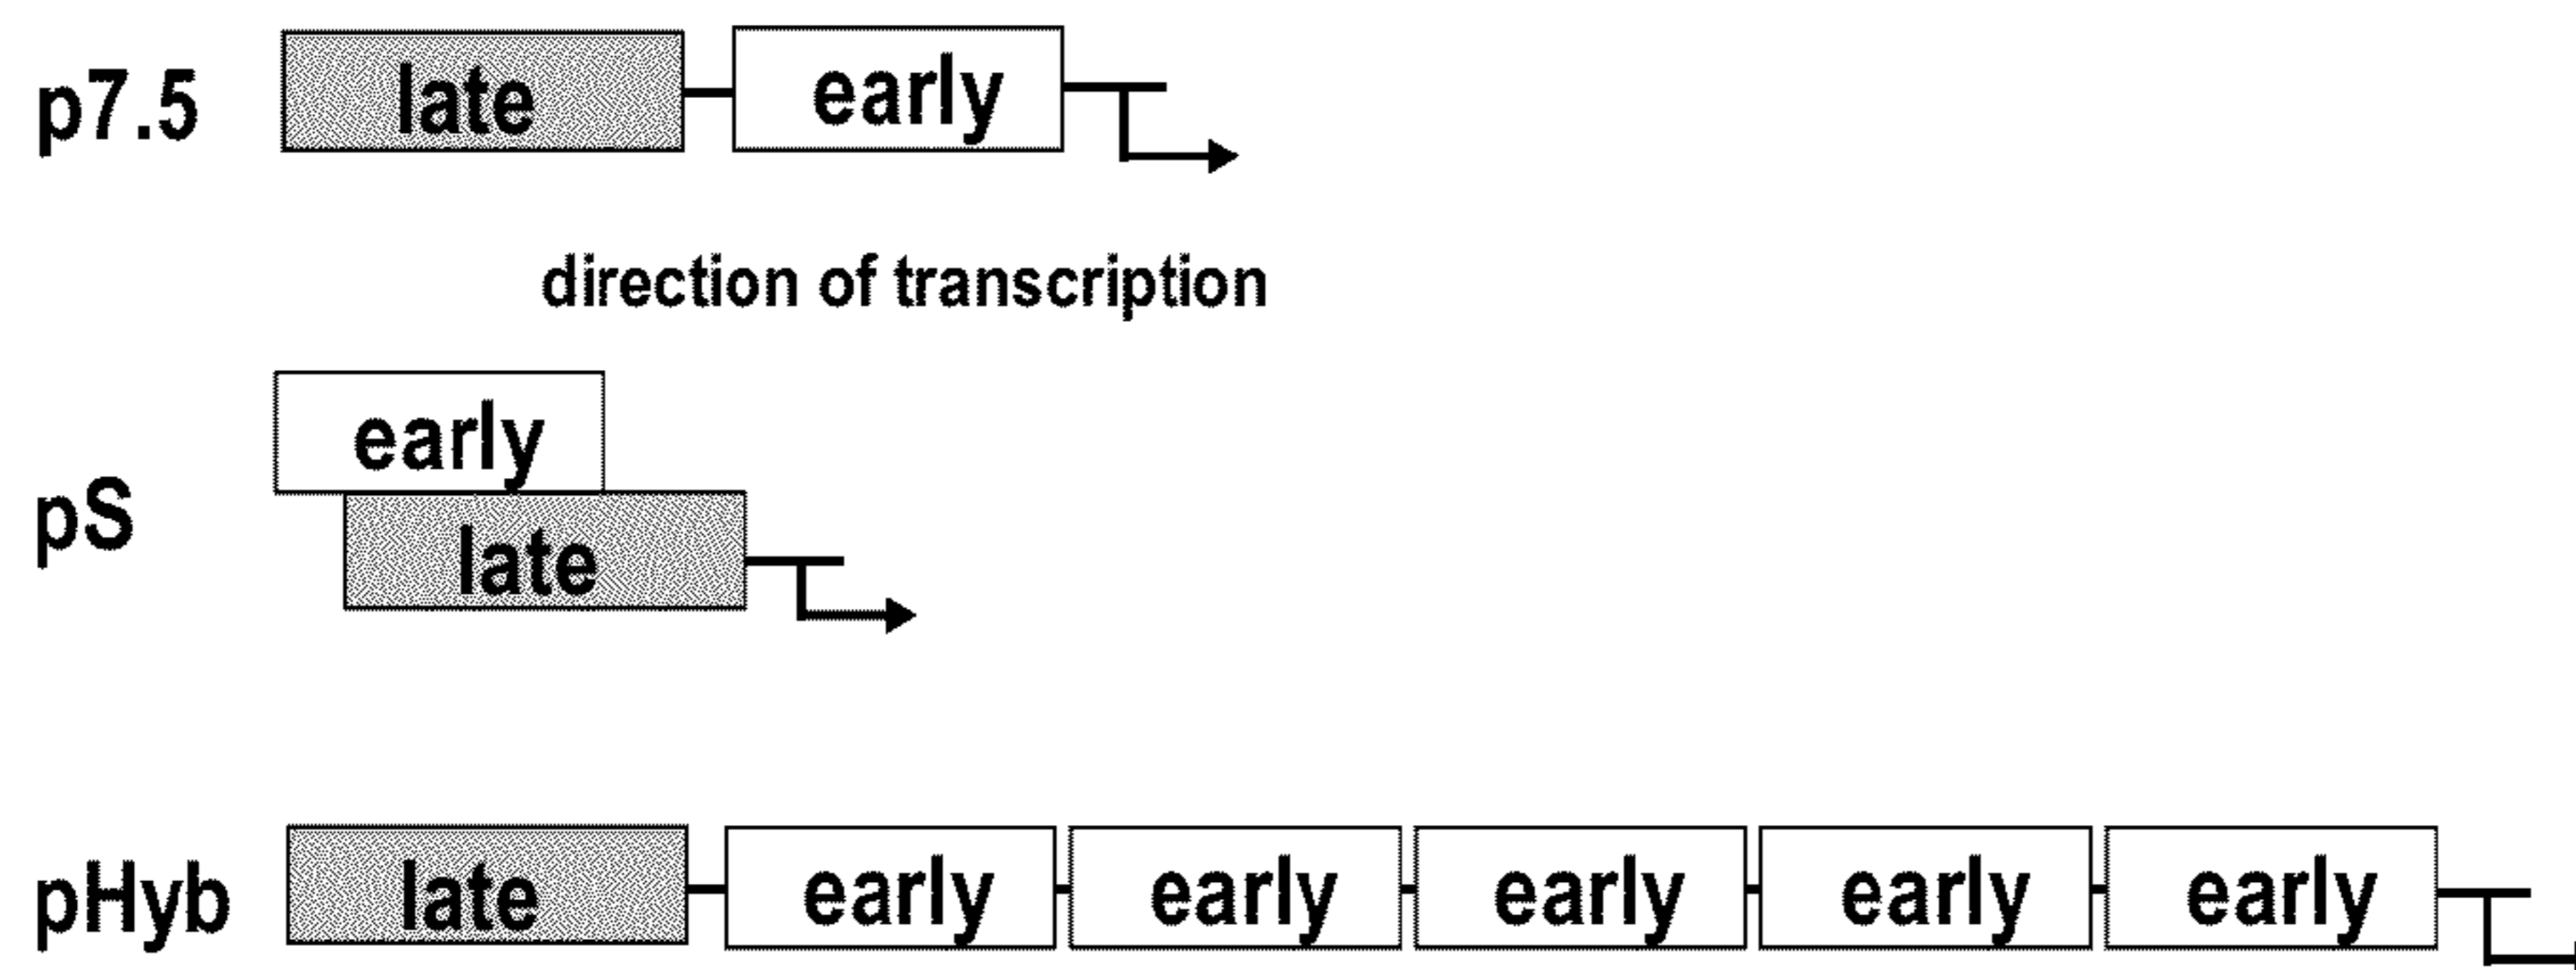 p7.5 late early
direction of transcription
early
pS late
pHyb late early early early early early